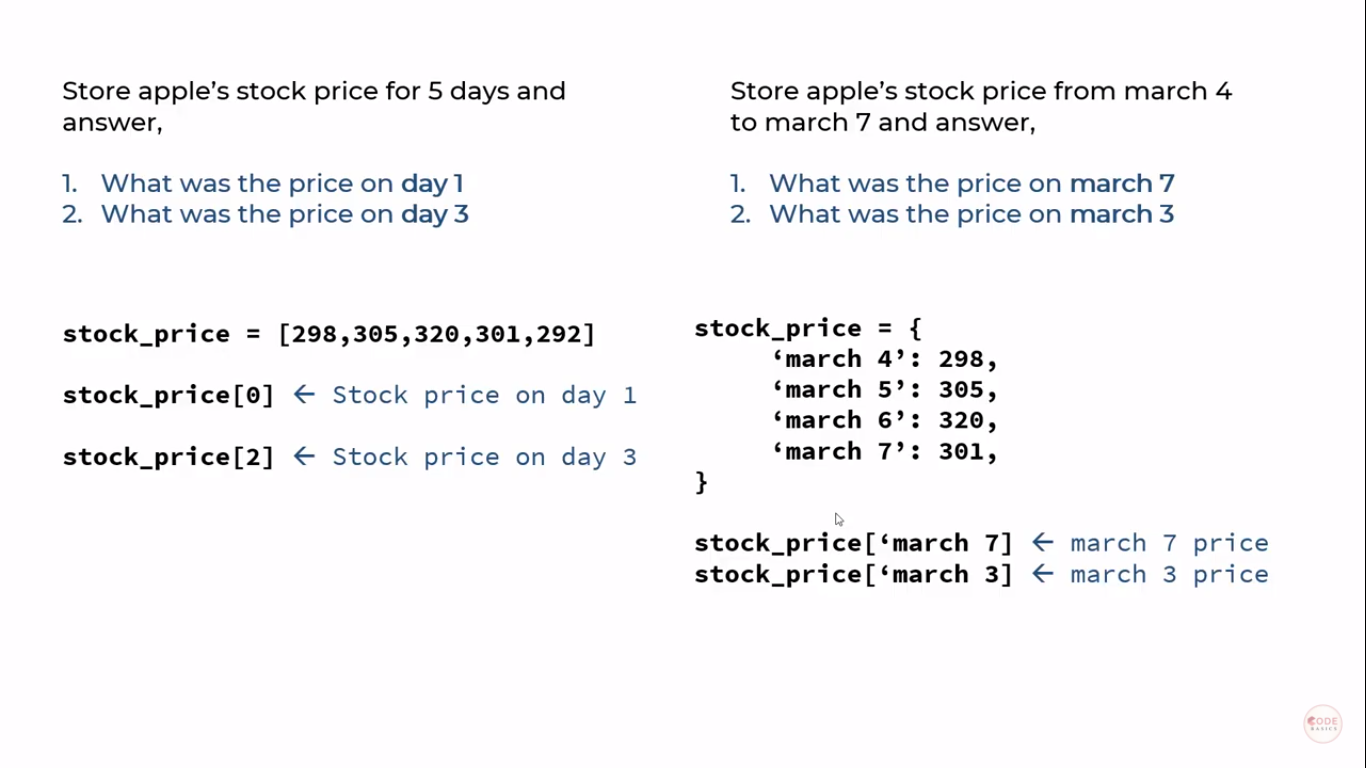 Store apple’s stock price for 5 days and
answer,
1. What was the price on day 1
2. What was the price on day 3
stock_price = [298,305,320,301,292]
stock_price[0] ← Stock price on day 1
stock_price[2] ← Stock price on day 3
Store apple’s stock price from march 4
to march 7 and answer,
1. What was the price on march 7
2. What was the price on march 3
stock_price = {
‘march 4’: 298,
‘march 5’: 305,
‘march 6’: 320,
‘march 7’: 301,
}
stock_price[‘march 7] ← march 7 price
stock_price[‘march 3] ← march 3 price
CODE
BASICS